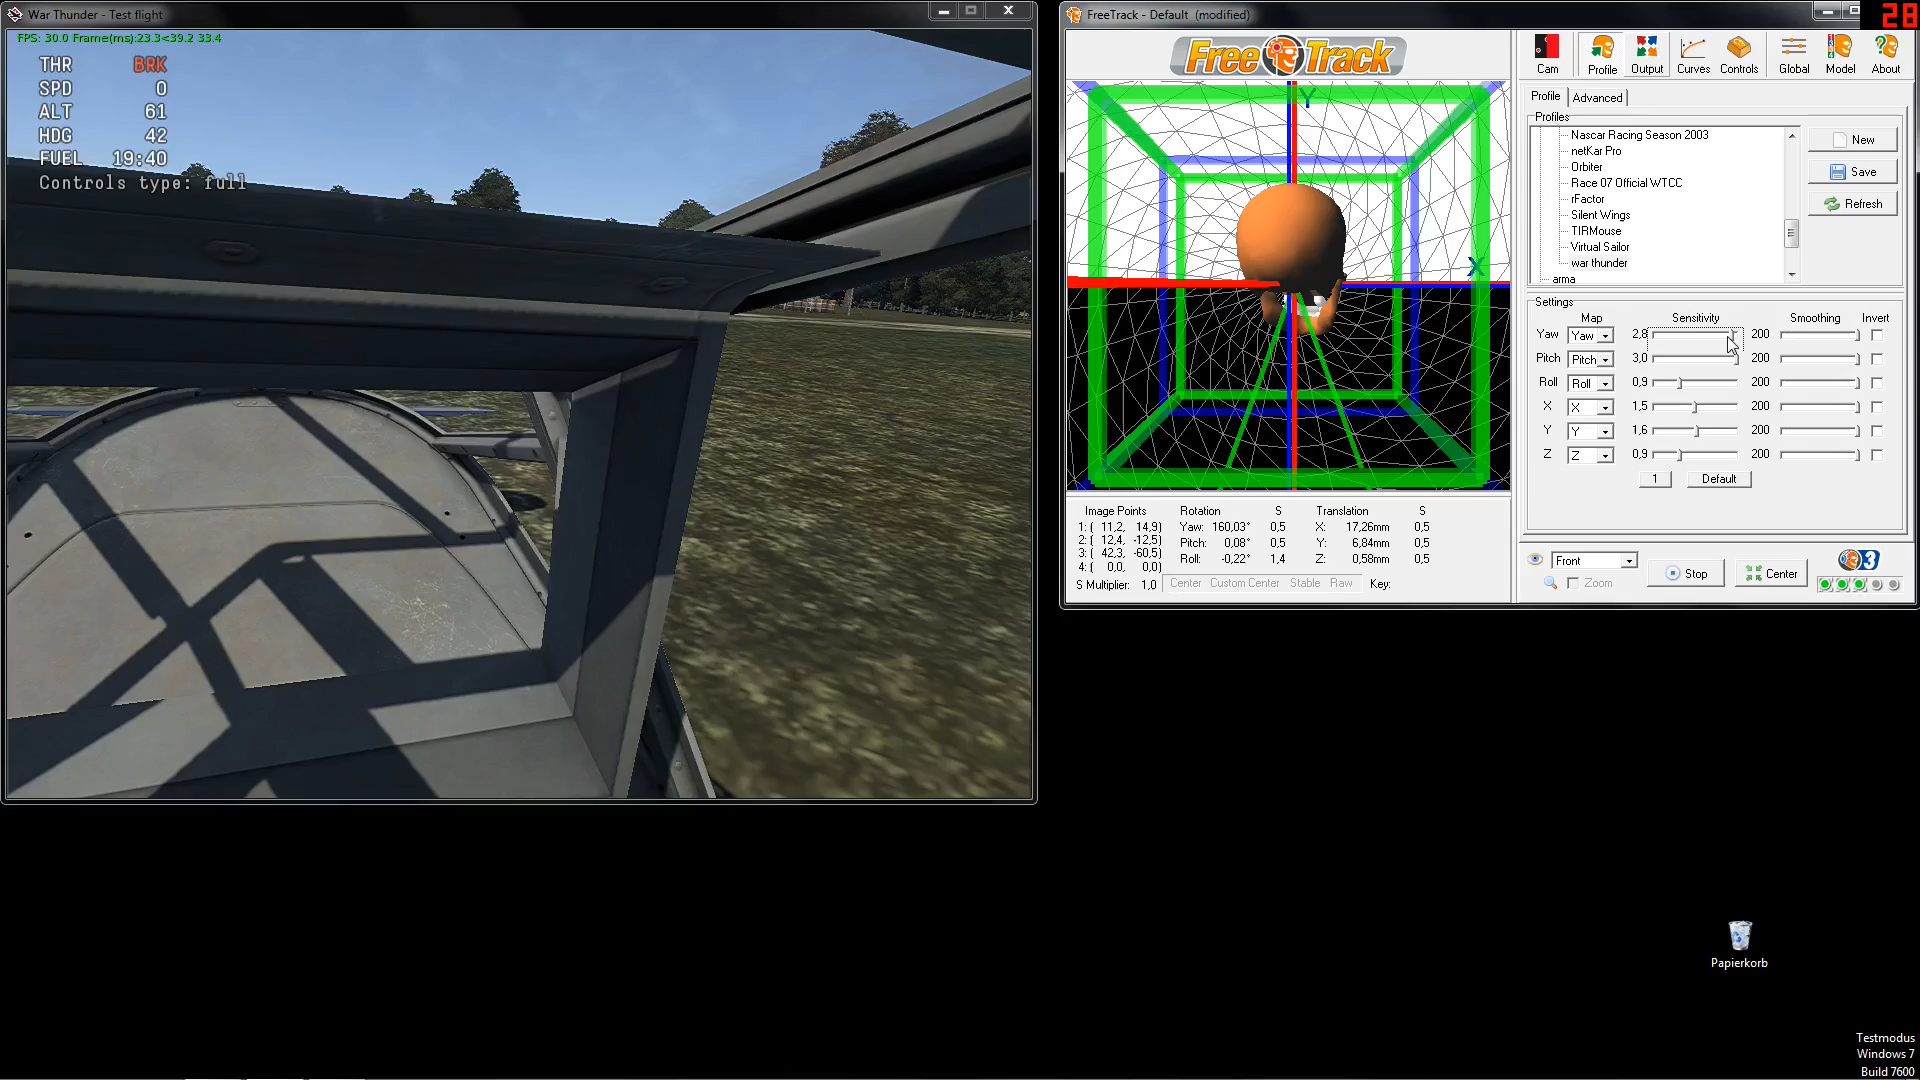 War Thunder - Test flight
FPS: 30.0 Frame(ms):23.3<39.2 33.4
THR BRK
SPD 0
ALT 61
HDG 42
FUEL 19:40
Controls type: full
FreeTrack - Default (modified)
28
Free Track
Cam Profile Output Curves Controls Global Model About
Profile Advanced
Profiles
Nascar Racing Season 2003
netKar Pro
Orbiter
Race 07 Official WTCC
rFactor
Silent Wings
TIRMouse
Virtual Sailor
war thunder
arma
New
Save
Refresh
Y
X
Settings
Map Sensitivity Smoothing Invert
Yaw Yaw 2,8 200
Pitch Pitch 3,0 200
Roll Roll 0,9 200
X X 1,5 200
Y Y 1,6 200
Z Z 0,9 200
1 Default
Image Points Rotation S Translation S
1: ( 11,2, 14,9) Yaw: 160,03° 0,5 X: 17,26mm 0,5
2: ( 12,4, -12,5) Pitch: 0,08° 0,5 Y: 6,84mm 0,5
3: ( 42,3, -60,5) Roll: -0,22° 1,4 Z: 0,58mm 0,5
4: ( 0,0, 0,0)
S Multiplier: 1,0 Center Custom Center Stable Raw Key:
Front
Zoom
Stop
Center
3
Papierkorb
Testmodus
Windows 7
Build 7600